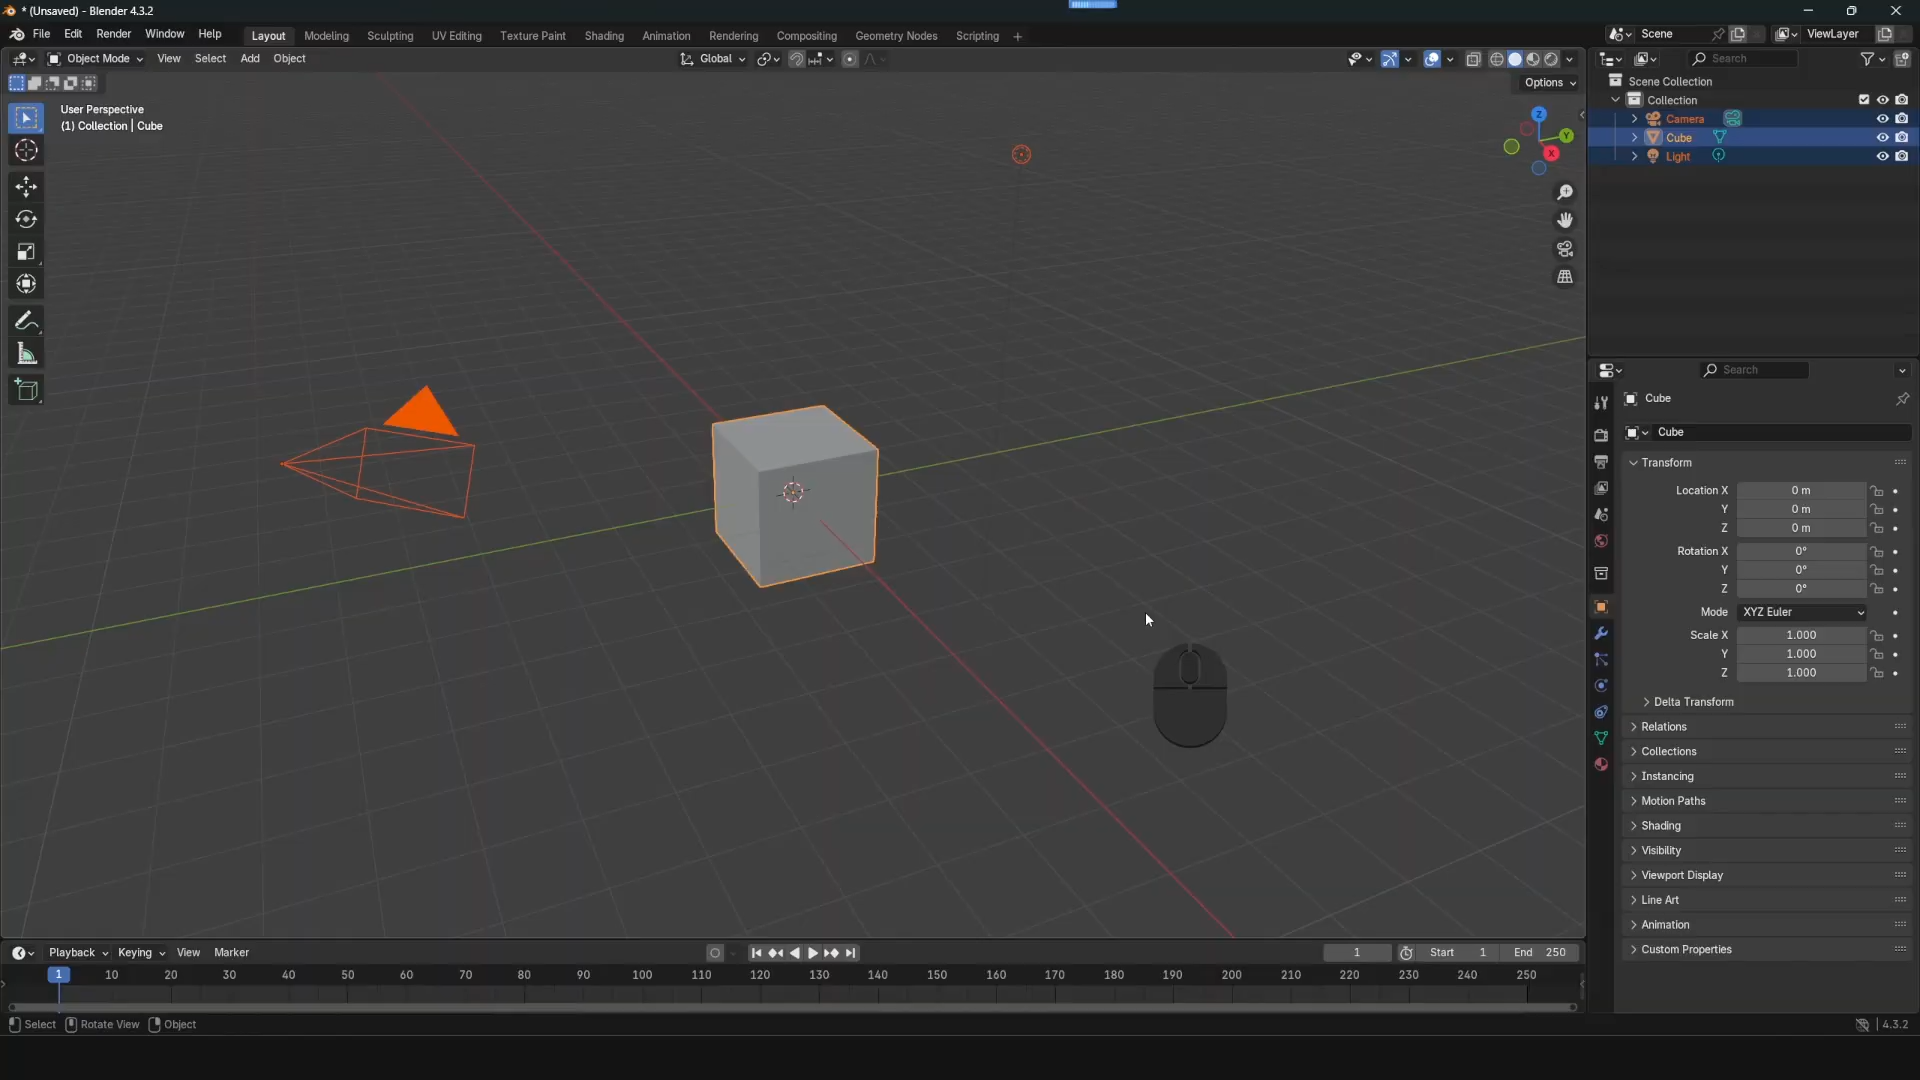 * (Unsaved) - Blender 4.3.2
File Edit Render Window Help Layout Modeling Sculpting UV Editing Texture Paint Shading Animation Rendering Compositing Geometry Nodes Scripting + Scene ViewLayer
Object Mode View Select Add Object Global Search
Options
User Perspective
(1) Collection | Cube
Z
Y
X
Scene Collection
Collection
Camera
Cube
Light
Search
Cube
Cube
Transform
Location X 0 m
Y 0 m
Z 0 m
Rotation X 0°
Y 0°
Z 0°
Mode XYZ Euler
Scale X 1.000
Y 1.000
Z 1.000
Delta Transform
Relations
Collections
Instancing
Motion Paths
Shading
Visibility
Viewport Display
Line Art
Animation
Custom Properties
Playback Keying View Marker 1 Start 1 End 250
1 10 20 30 40 50 60 70 80 90 100 110 120 130 140 150 160 170 180 190 200 210 220 230 240 250
Select Rotate View Object 4.3.2